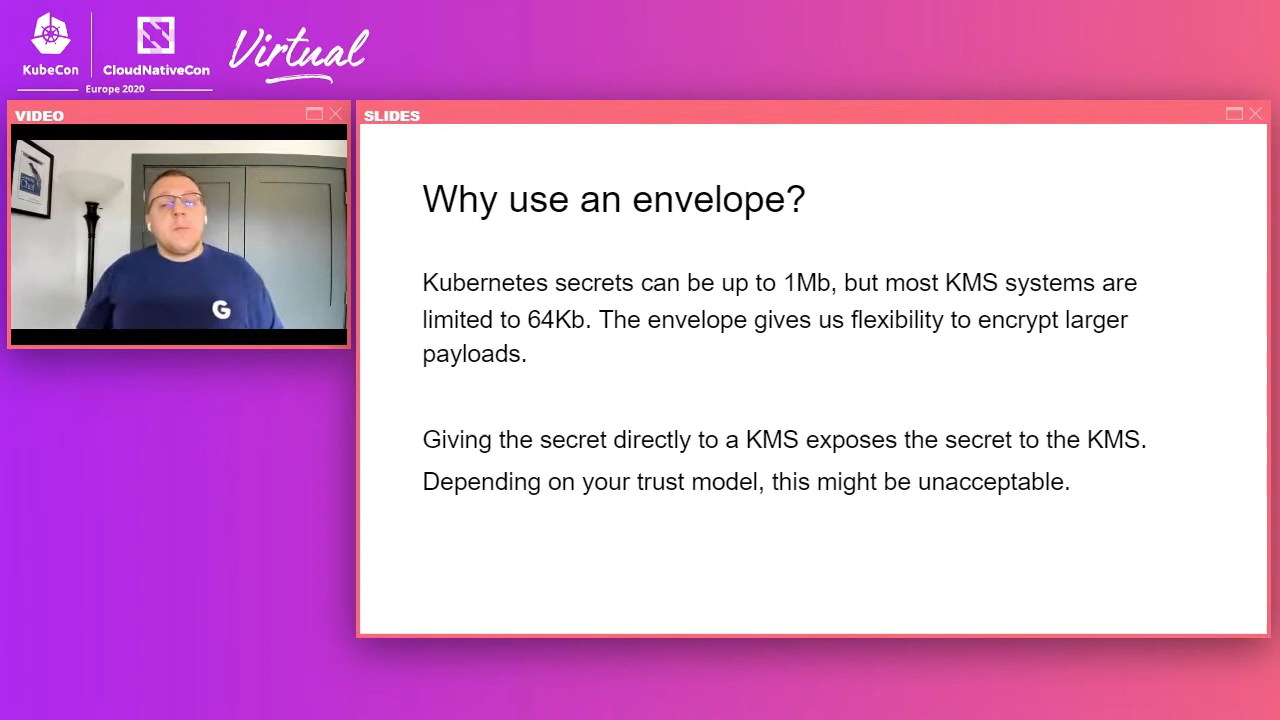 KubeCon
CloudNativeCon
Europe 2020
Virtual
VIDEO
G
SLIDES
Why use an envelope?
Kubernetes secrets can be up to 1Mb, but most KMS systems are
limited to 64Kb. The envelope gives us flexibility to encrypt larger
payloads.
Giving the secret directly to a KMS exposes the secret to the KMS.
Depending on your trust model, this might be unacceptable.